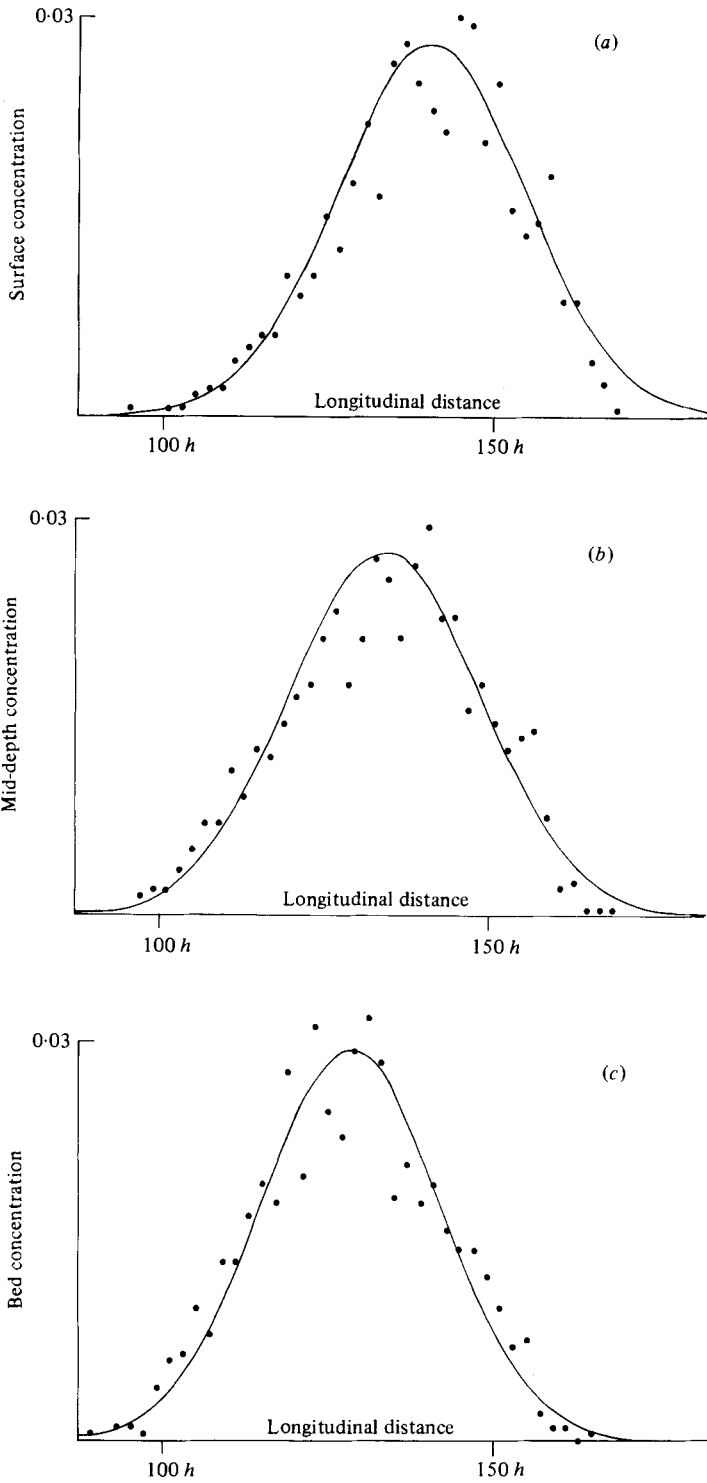 0·03
(a)
Surface concentration
Longitudinal distance
100 h
150 h
0·03
(b)
Mid-depth concentration
Longitudinal distance
100 h
150 h
0·03
(c)
Bed concentration
Longitudinal distance
100 h
150 h